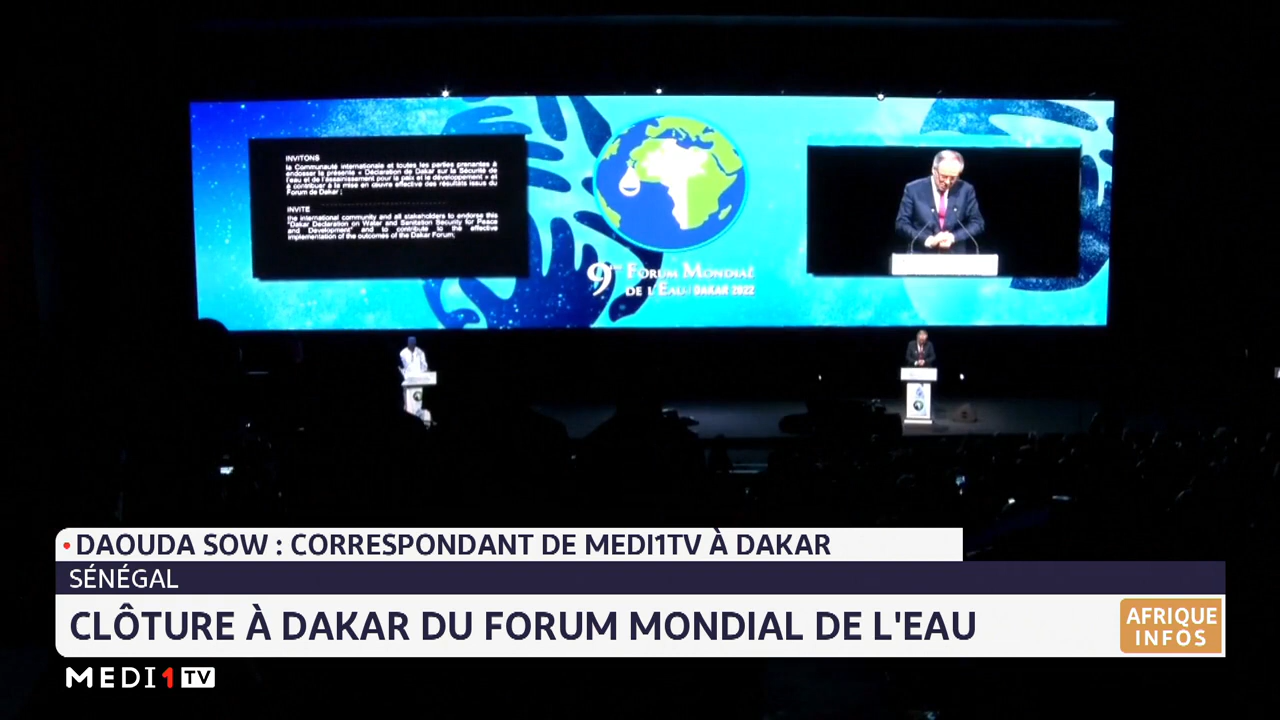 INVITONS
la Communauté internationale et toutes les parties prenantes à
endosser la présente « Déclaration de Dakar sur la Sécurité de
l'eau et de l'assainissement pour la paix et le développement » et
à contribuer à la mise en œuvre effective des résultats issus du
Forum de Dakar ;
INVITE
the international community and all stakeholders to endorse this
"Dakar Declaration on Water and Sanitation Security for Peace
and Development" and to contribute to the effective
implementation of the outcomes of the Dakar Forum;
9ème FORUM MONDIAL
DE L'EAU DAKAR 2022
• DAOUDA SOW : CORRESPONDANT DE MEDI1TV À DAKAR
SÉNÉGAL
CLÔTURE À DAKAR DU FORUM MONDIAL DE L'EAU
AFRIQUE
INFOS
MEDI1 TV